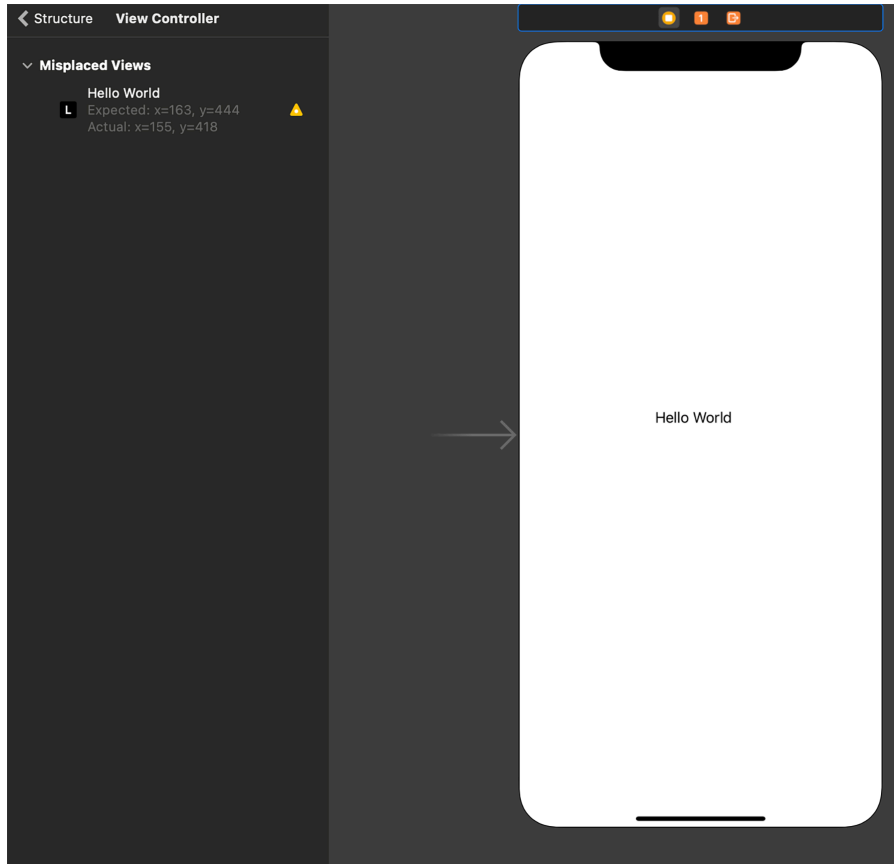 Structure
View Controller
1
Misplaced Views
Hello World
L
Expected: x=163, y=444
Actual: x=155, y=418
Hello World